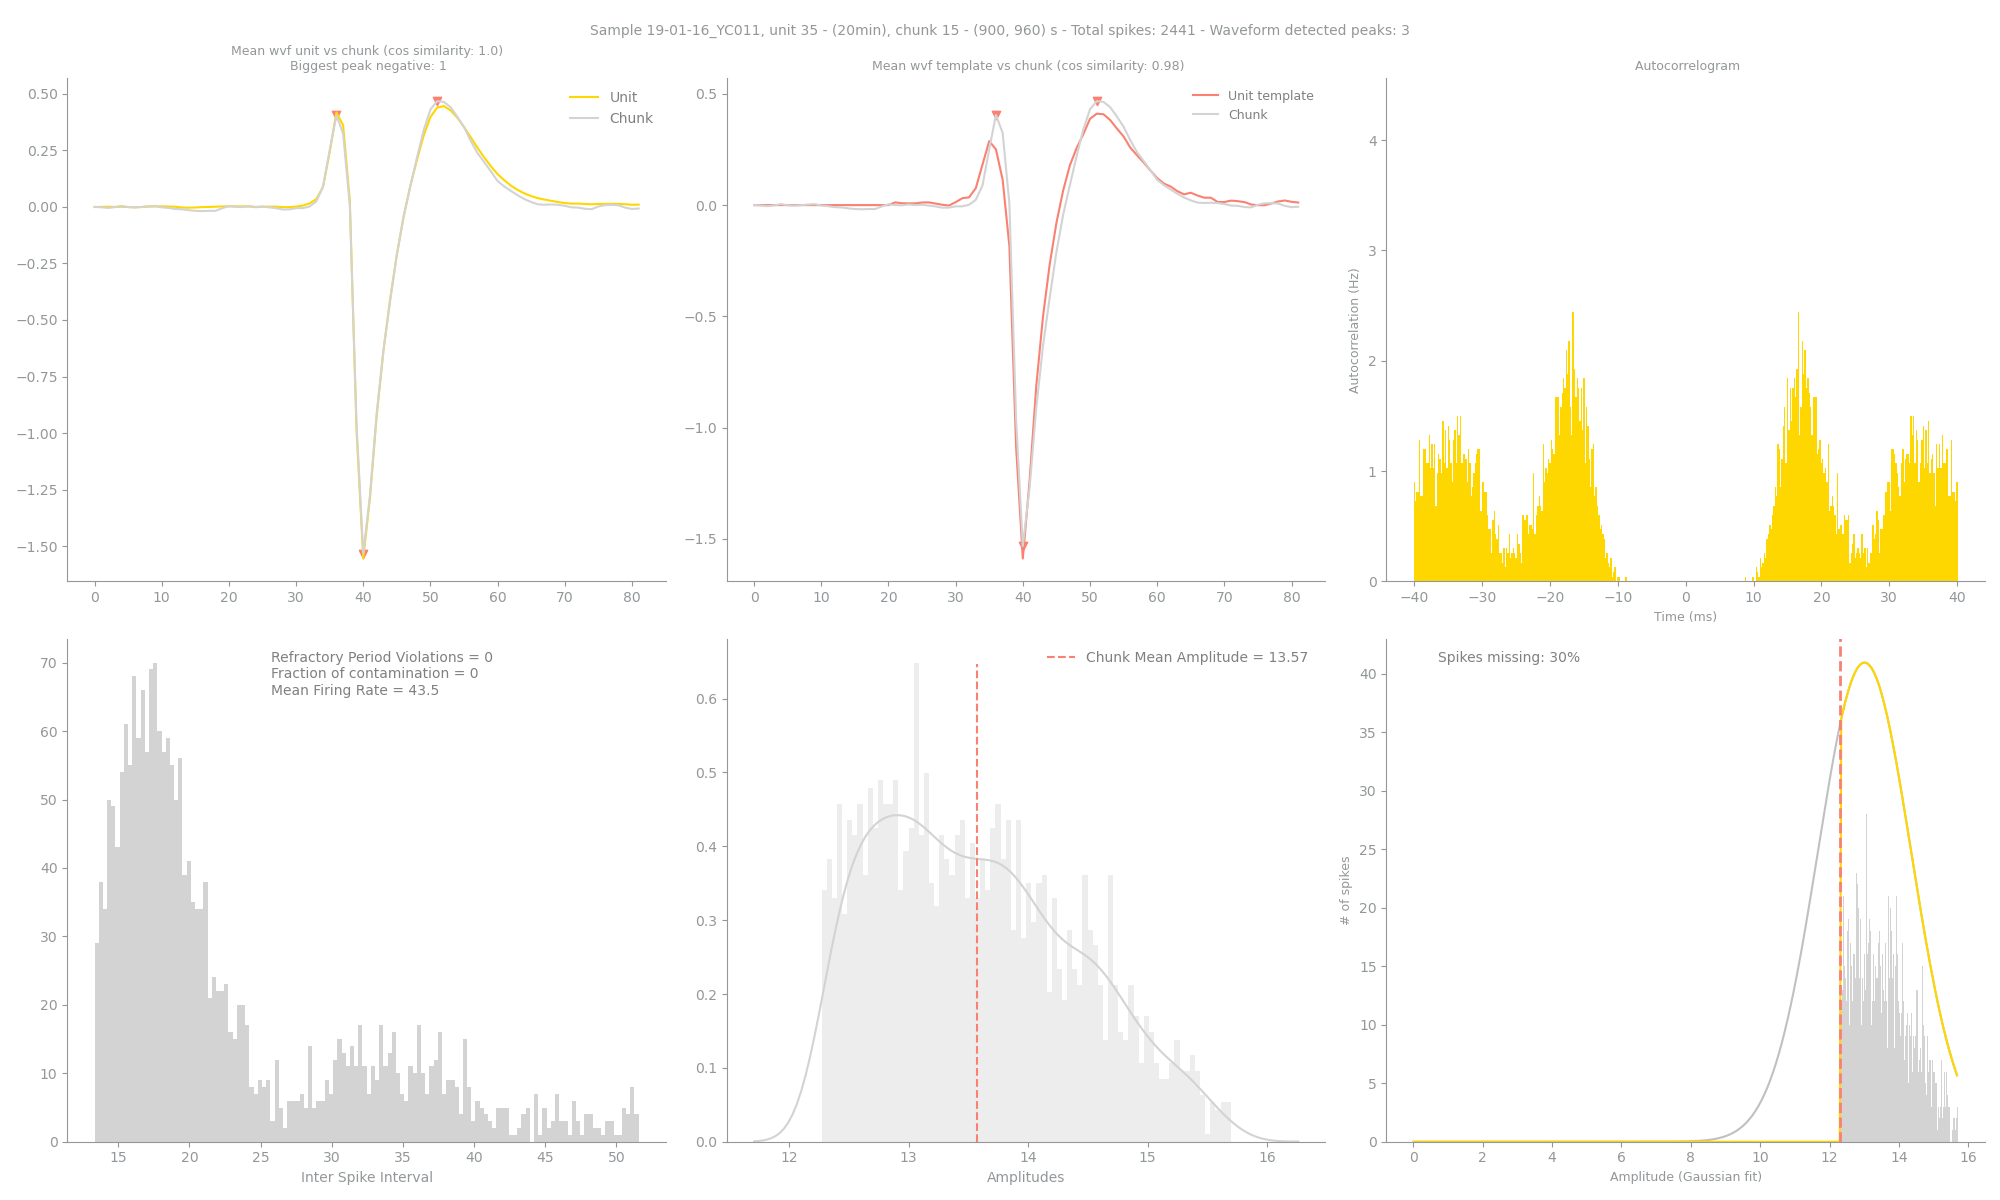 Sample 19-01-16_YC011, unit 35 - (20min), chunk 15 - (900, 960) s - Total spikes: 2441 - Waveform detected peaks: 3
Mean wvf unit vs chunk (cos similarity: 1.0)
Biggest peak negative: 1
Unit
Chunk
0.50
0.25
0.00
−0.25
−0.50
−0.75
−1.00
−1.25
−1.50
0 10 20 30 40 50 60 70 80
Mean wvf template vs chunk (cos similarity: 0.98)
Unit template
Chunk
0.5
0.0
−0.5
−1.0
−1.5
0 10 20 30 40 50 60 70 80
Autocorrelogram
Autocorrelation (Hz)
4
3
2
1
0
−40 −30 −20 −10 0 10 20 30 40
Time (ms)
Refractory Period Violations = 0
Fraction of contamination = 0
Mean Firing Rate = 43.5
70
60
50
40
30
20
10
0
15 20 25 30 35 40 45 50
Inter Spike Interval
Chunk Mean Amplitude = 13.57
0.6
0.5
0.4
0.3
0.2
0.1
0.0
12 13 14 15 16
Amplitudes
Spikes missing: 30%
# of spikes
40
35
30
25
20
15
10
5
0
0 2 4 6 8 10 12 14 16
Amplitude (Gaussian fit)